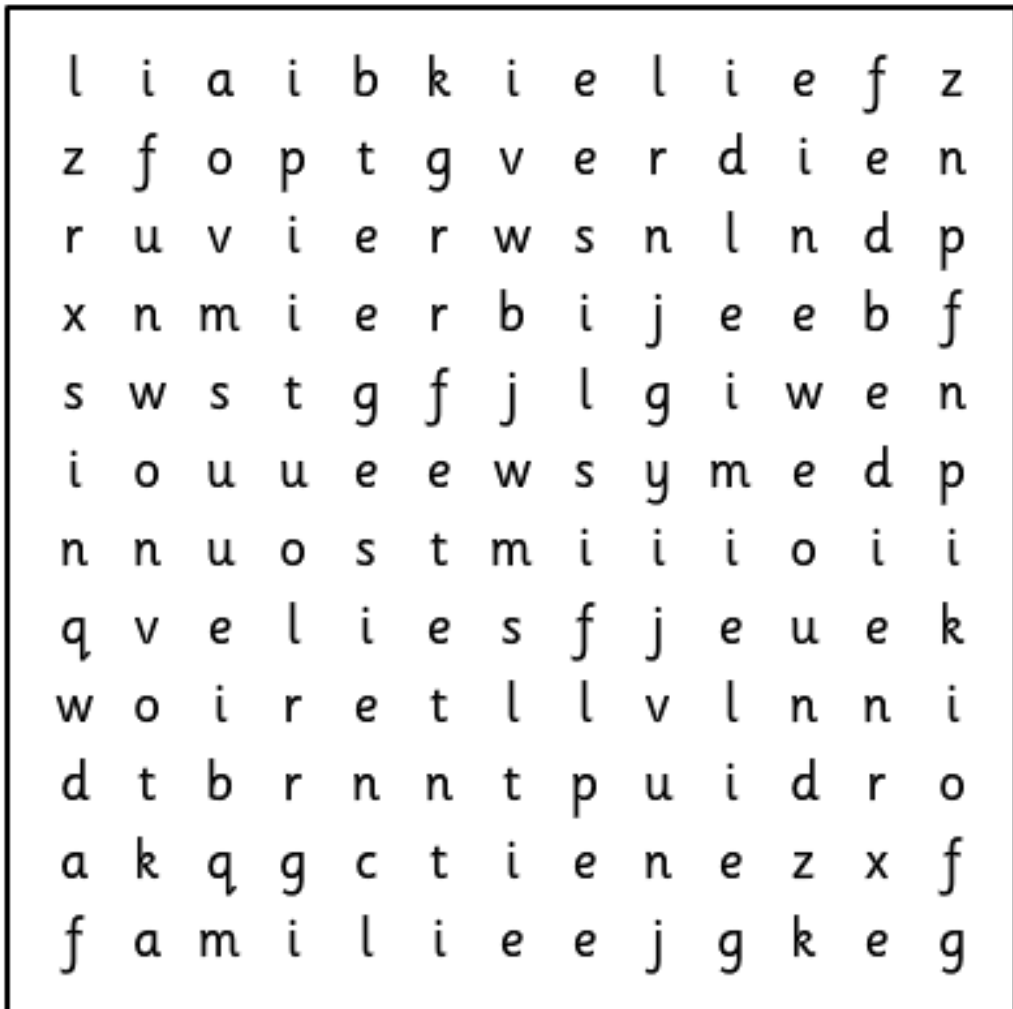 l i a i b k i e l i e f z
z f o p t g v e r d i e n
r u v i e r w s n l n d p
x n m i e r b i j e e b f
s w s t g f j l g i w e n
i o u u e e w s y m e d p
n n u o s t m i i i o i i
q v e l i e s f j e u e k
w o i r e t l l v l n n i
d t b r n n t p u i d r o
a k q g c t i e n e z x f
f a m i l i e e j g k e g